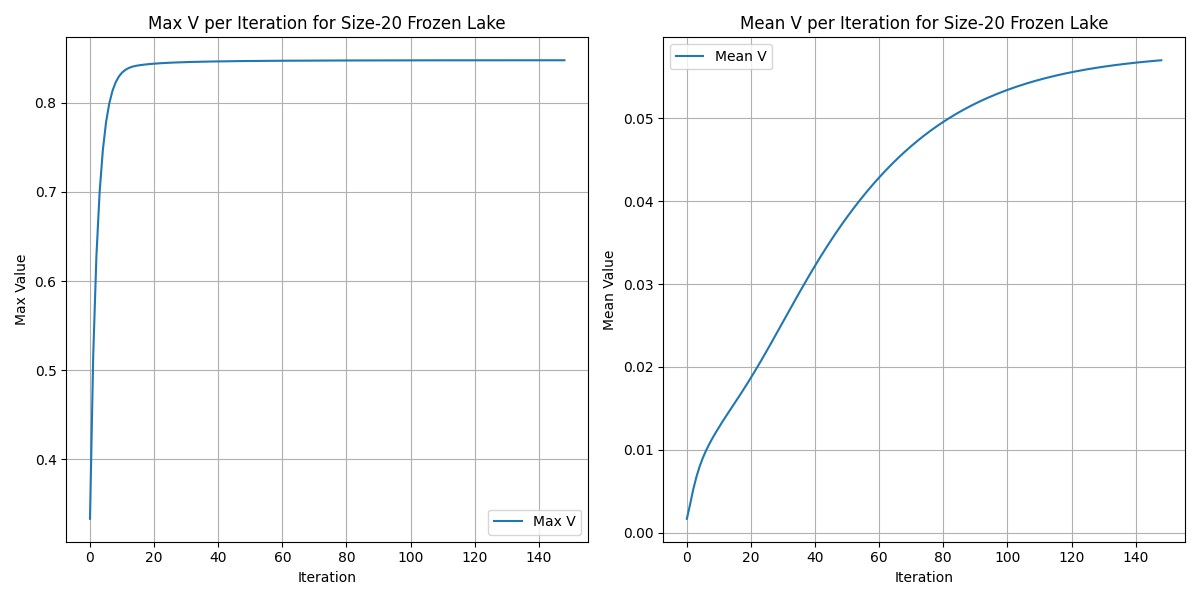 Max V per Iteration for Size-20 Frozen Lake
Max Value
0.8
0.7
0.6
0.5
0.4
0 20 40 60 80 100 120 140
Iteration
Max V
Mean V per Iteration for Size-20 Frozen Lake
Mean V
Mean Value
0.05
0.04
0.03
0.02
0.01
0.00
0 20 40 60 80 100 120 140
Iteration